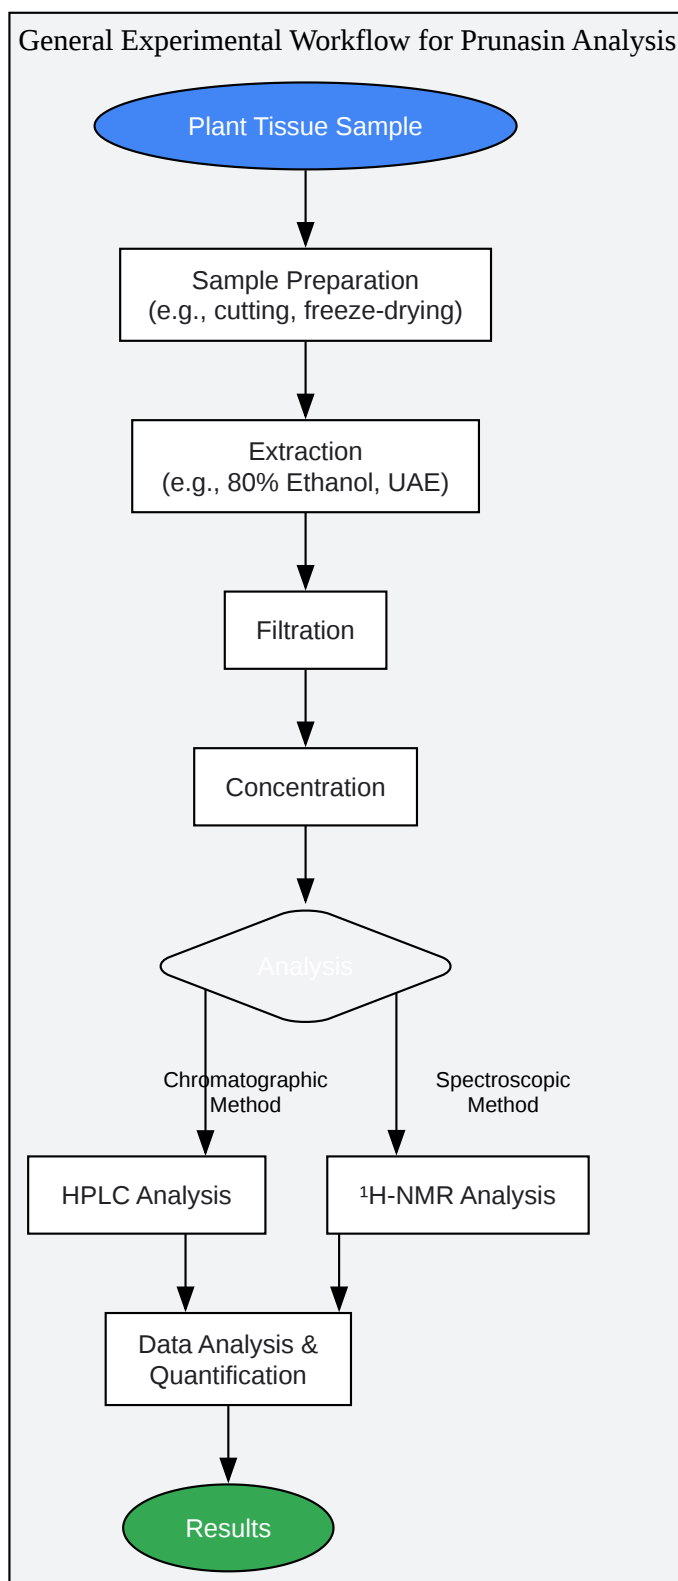 General Experimental Workflow for Prunasin Analysis
Plant Tissue Sample
Sample Preparation
(e.g., cutting, freeze-drying)
Extraction
(e.g., 80% Ethanol, UAE)
Filtration
Concentration
Analysis
Chromatographic
Method
Spectroscopic
Method
HPLC Analysis
¹H-NMR Analysis
Data Analysis &
Quantification
Results